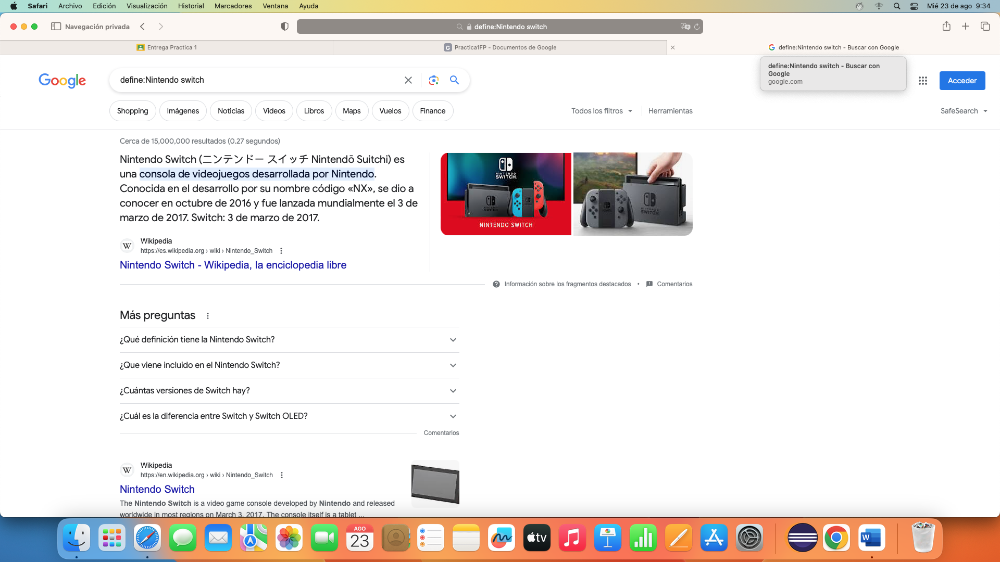 Safari Archivo Edición Visualización Historial Marcadores Ventana Ayuda Mié 23 de ago 9:34
Navegación privada define:Nintendo switch
Entrega Practica 1
G Practica1FP - Documentos de Google
define:Nintendo switch - Buscar con Google
define:Nintendo switch - Buscar con
Google
google.com
Google
define:Nintendo switch
Acceder
Shopping Imágenes Noticias Vídeos Libros Maps Vuelos Finance
Todos los filtros Herramientas
SafeSearch
Cerca de 15,000,000 resultados (0.27 segundos)
Nintendo Switch (ニンテンドー スイッチ Nintendō Suitchi) es
una consola de videojuegos desarrollada por Nintendo.
Conocida en el desarrollo por su nombre código «NX», se dio a
conocer en octubre de 2016 y fue lanzada mundialmente el 3 de
marzo de 2017. Switch: 3 de marzo de 2017.
NINTENDO
SWITCH.
NINTENDO
SWITCH
NINTENDO SWITCH
NINTENDO
SWITCH
W Wikipedia
https://es.wikipedia.org › wiki › Nintendo_Switch
Nintendo Switch - Wikipedia, la enciclopedia libre
Información sobre los fragmentos destacados • Comentarios
Más preguntas
¿Qué definición tiene la Nintendo Switch?
¿Que viene incluido en el Nintendo Switch?
¿Cuántas versiones de Switch hay?
¿Cuál es la diferencia entre Switch y Switch OLED?
Comentarios
W Wikipedia
https://en.wikipedia.org › wiki › Nintendo_Switch
Nintendo Switch
The Nintendo Switch is a video game console developed by Nintendo and released
worldwide in most regions on March 3, 2017. The console itself is a tablet ...
AGO
23
tv
W